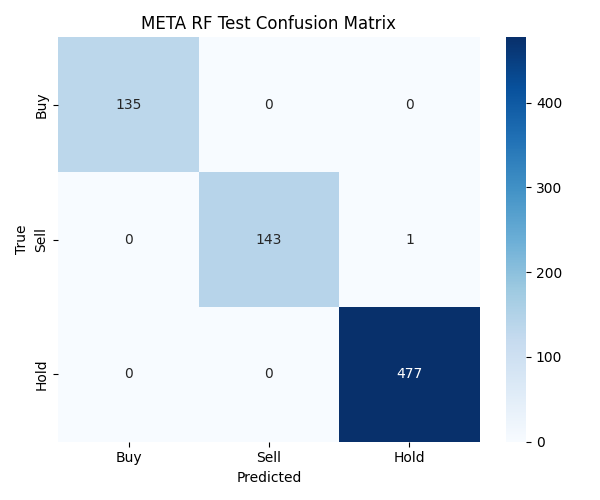 META RF Test Confusion Matrix
Buy 135 0 0
Sell 0 143 1
Hold 0 0 477
True
Buy Sell Hold
Predicted
400
300
200
100
0